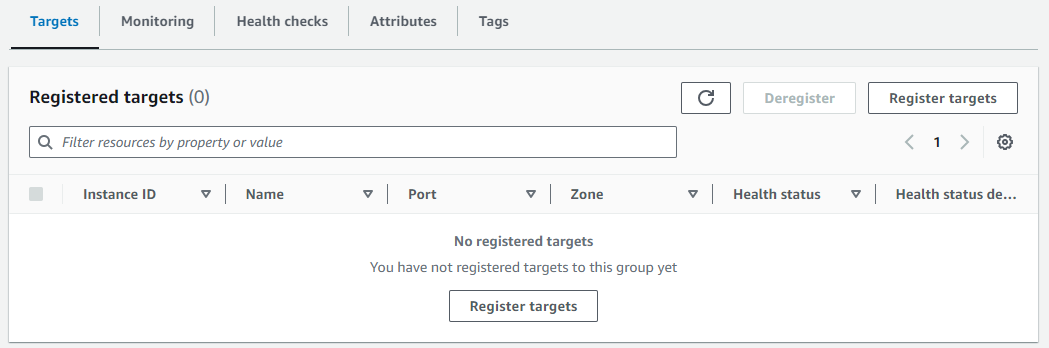 Targets Monitoring Health checks Attributes Tags
Registered targets (0) Deregister Register targets
Filter resources by property or value 1
Instance ID Name Port Zone Health status Health status de...
No registered targets
You have not registered targets to this group yet
Register targets